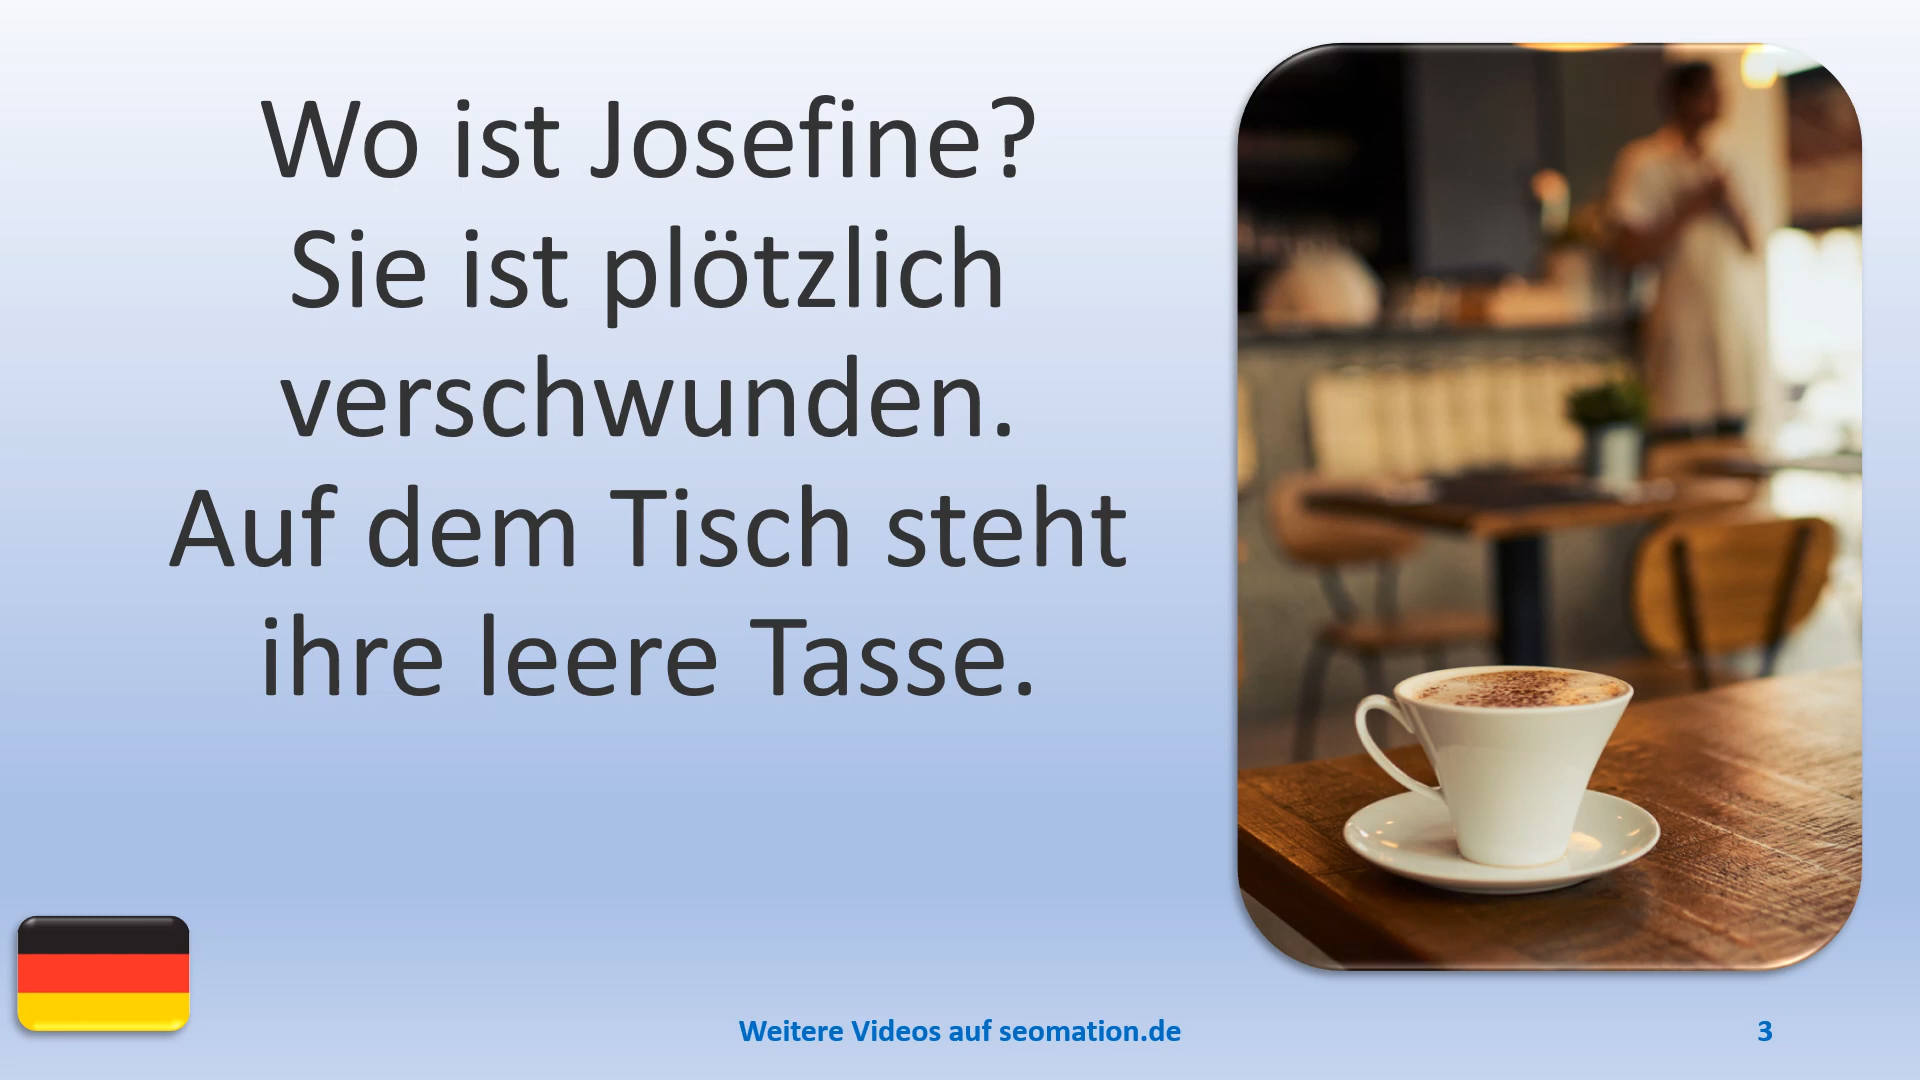 Wo ist Josefine?
Sie ist plötzlich
verschwunden.
Auf dem Tisch steht
ihre leere Tasse.
Weitere Videos auf seomation.de
3